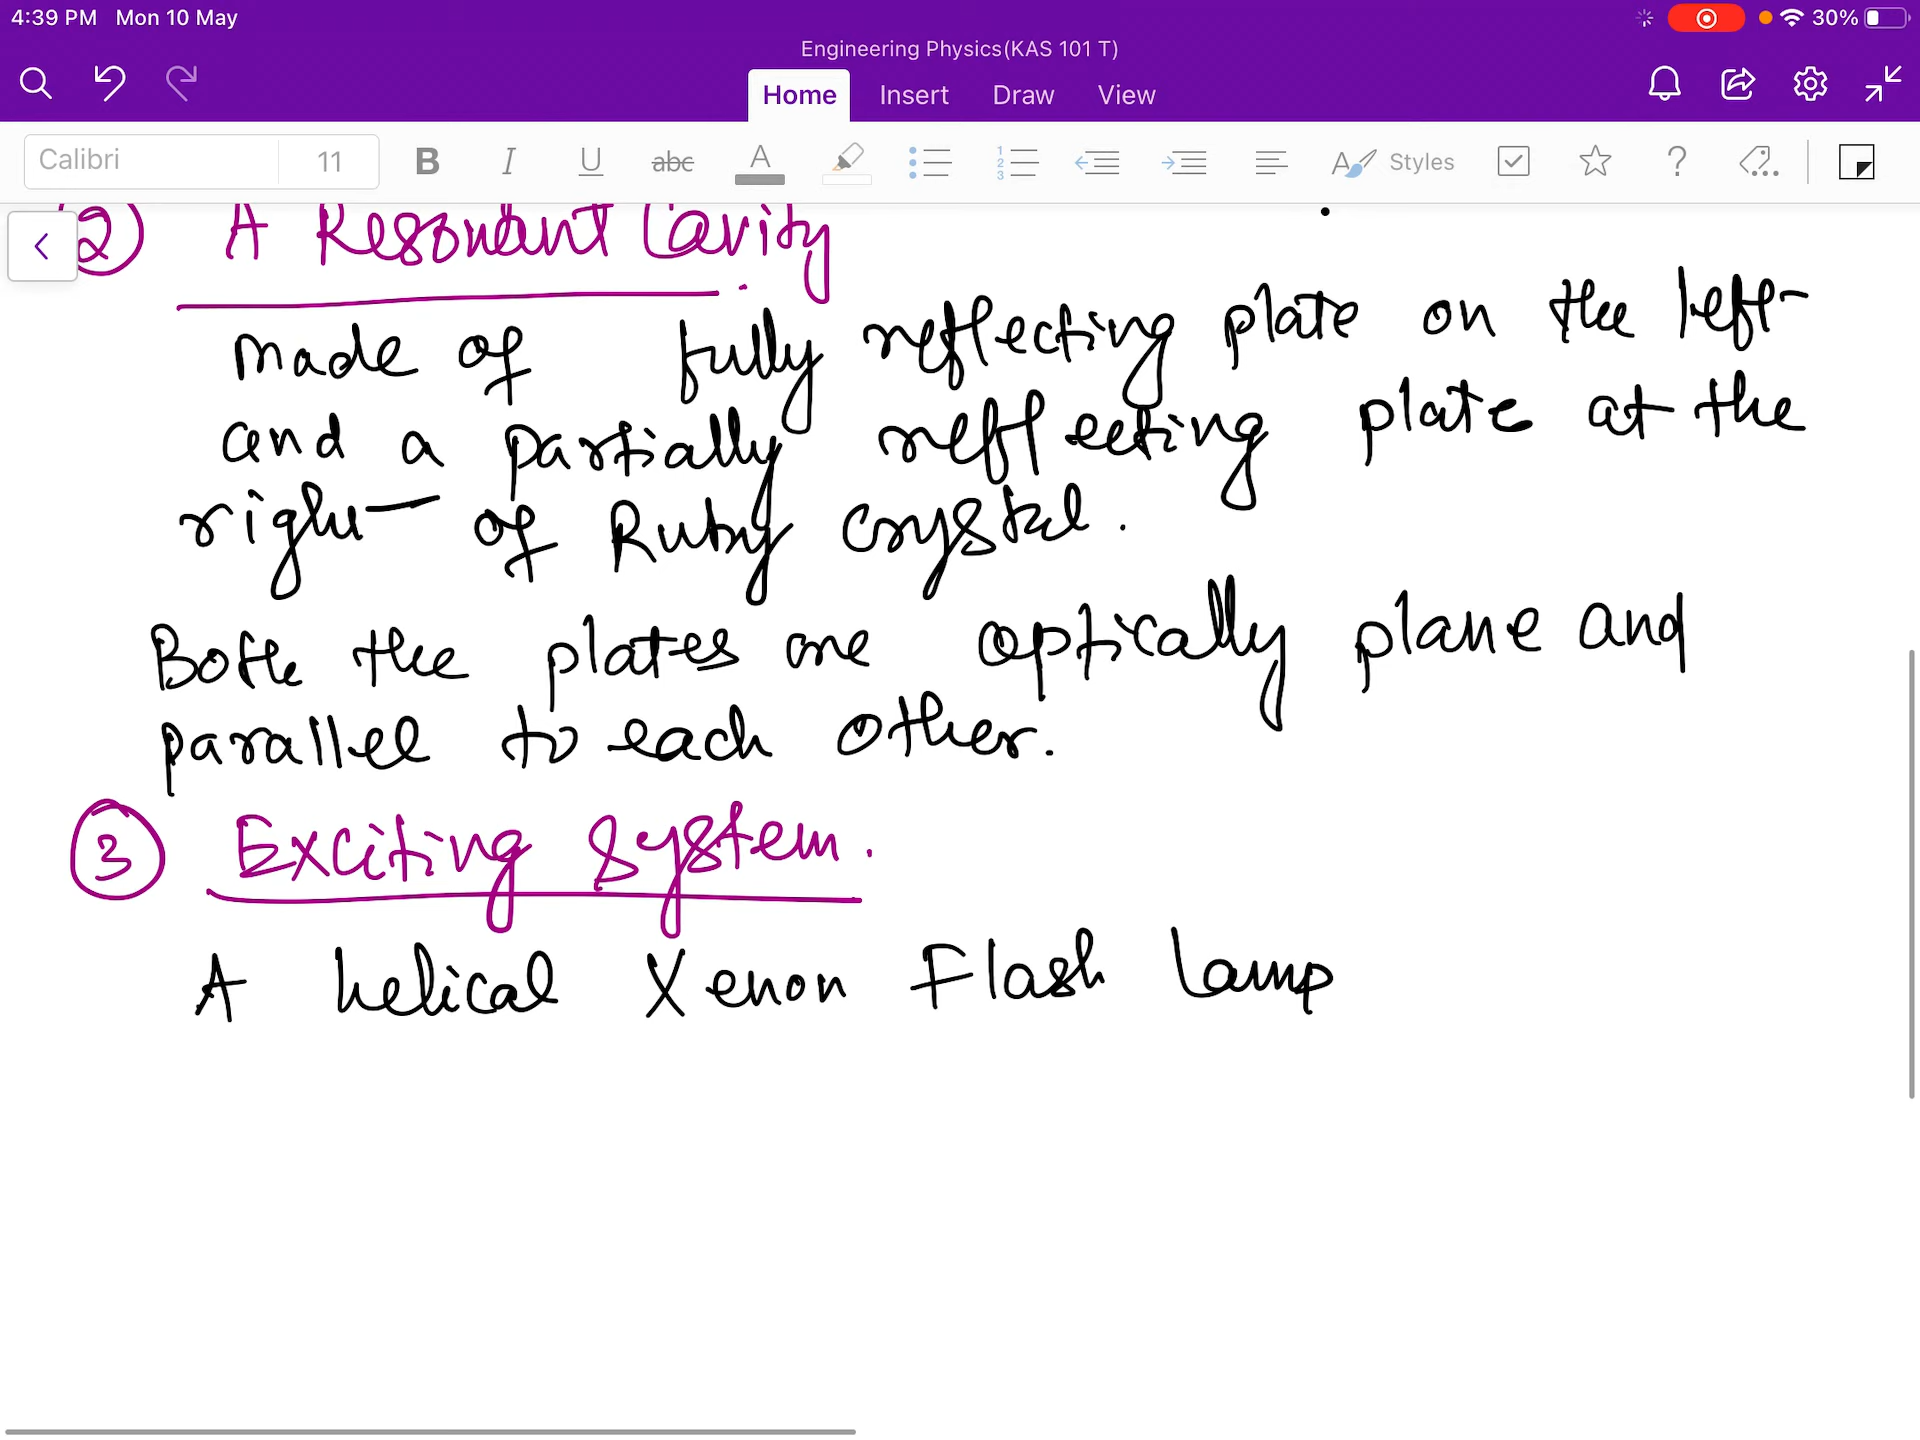 4:39 PM Mon 10 May 30%
Engineering Physics(KAS 101 T)
Home Insert Draw View
Calibri 11 B I U abc A Styles
2 A Resonant Cavity
made of fully reflecting plate on the left
and a partially reflecting plate at the
right of Ruby crystal.
Both the plates are optically plane and
parallel to each other.
3 Exciting system.
A helical Xenon Flash Lamp